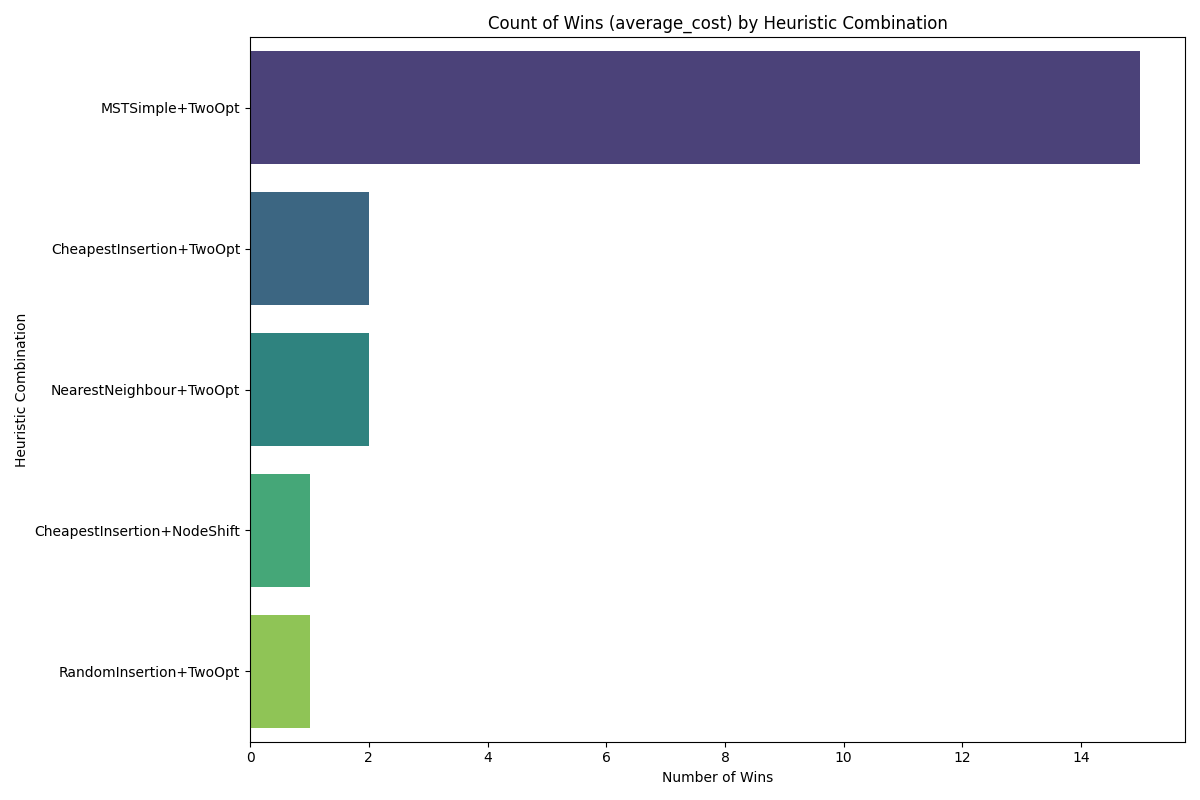 Count of Wins (average_cost) by Heuristic Combination
Heuristic Combination
MSTSimple+TwoOpt
CheapestInsertion+TwoOpt
NearestNeighbour+TwoOpt
CheapestInsertion+NodeShift
RandomInsertion+TwoOpt
0 2 4 6 8 10 12 14
Number of Wins